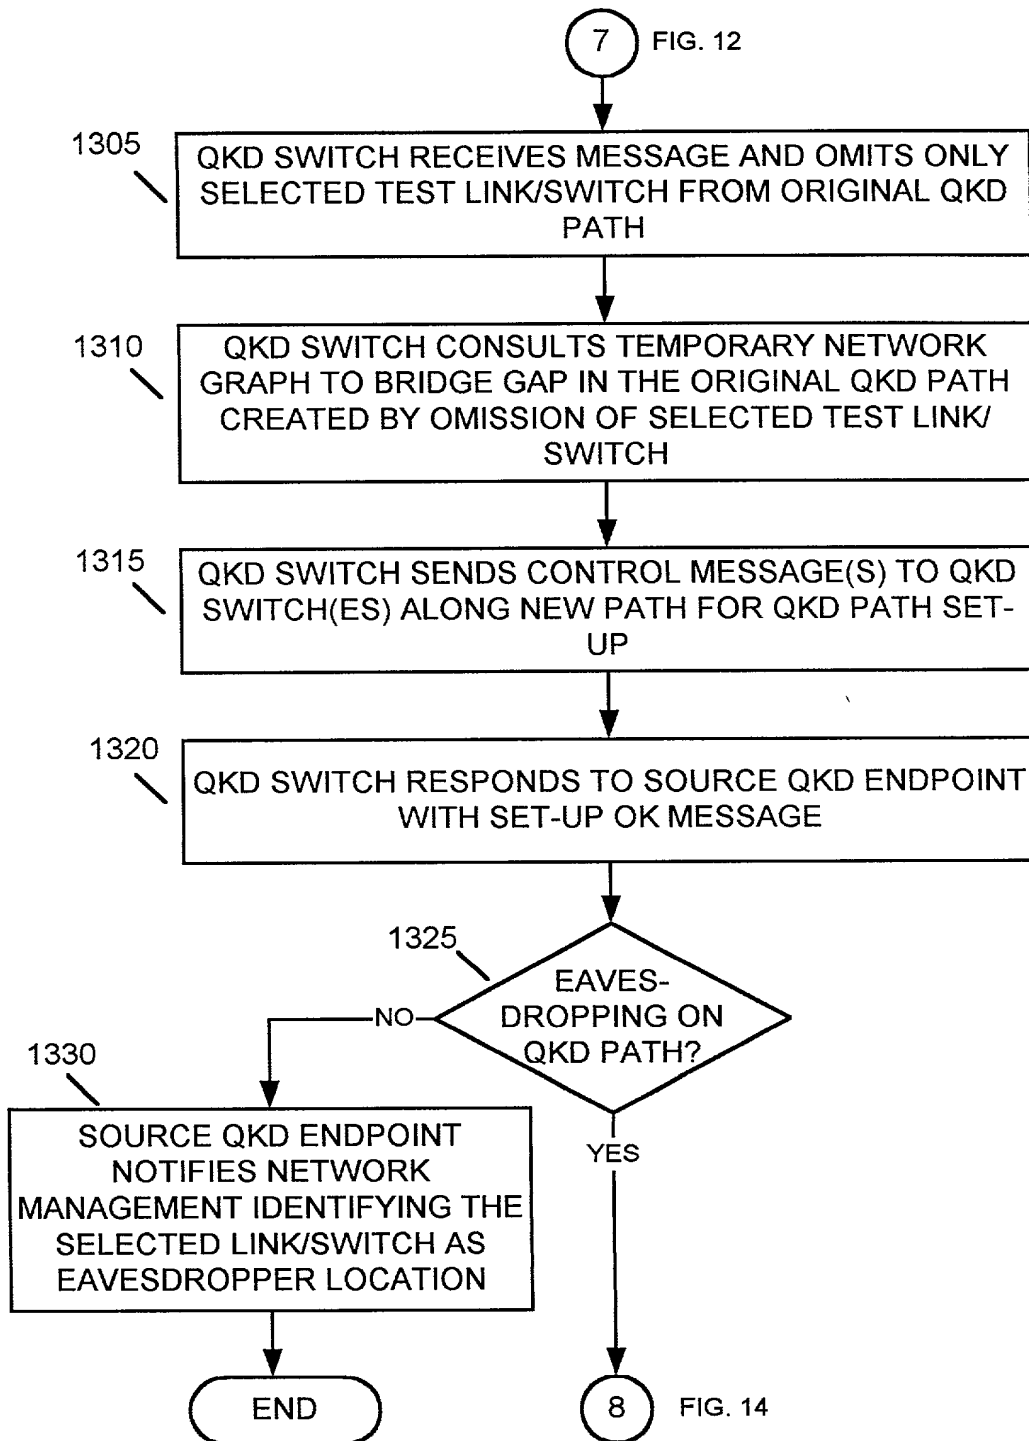 7 FIG. 12
1305
QKD SWITCH RECEIVES MESSAGE AND OMITS ONLY
SELECTED TEST LINK/SWITCH FROM ORIGINAL QKD
PATH
1310
QKD SWITCH CONSULTS TEMPORARY NETWORK
GRAPH TO BRIDGE GAP IN THE ORIGINAL QKD PATH
CREATED BY OMISSION OF SELECTED TEST LINK/
SWITCH
1315
QKD SWITCH SENDS CONTROL MESSAGE(S) TO QKD
SWITCH(ES) ALONG NEW PATH FOR QKD PATH SET-
UP
1320
QKD SWITCH RESPONDS TO SOURCE QKD ENDPOINT
WITH SET-UP OK MESSAGE
1325
EAVES-
DROPPING ON
QKD PATH?
NO
YES
1330
SOURCE QKD ENDPOINT
NOTIFIES NETWORK
MANAGEMENT IDENTIFYING THE
SELECTED LINK/SWITCH AS
EAVESDROPPER LOCATION
END
8 FIG. 14